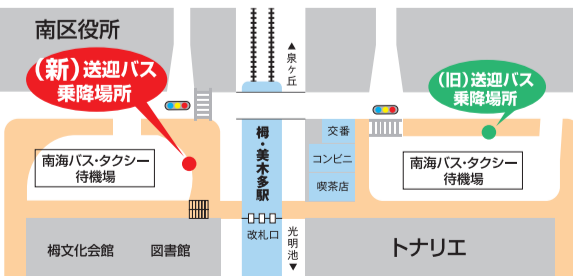 南区役所
(新)送迎バス
乗降場所
▲泉ヶ丘
(旧)送迎バス
乗降場所
南海バス・タクシー
待機場
栂・美木多駅
交番
コンビニ
喫茶店
南海バス・タクシー
待機場
改札口
光明池▼
栂文化会館
図書館
トナリエ